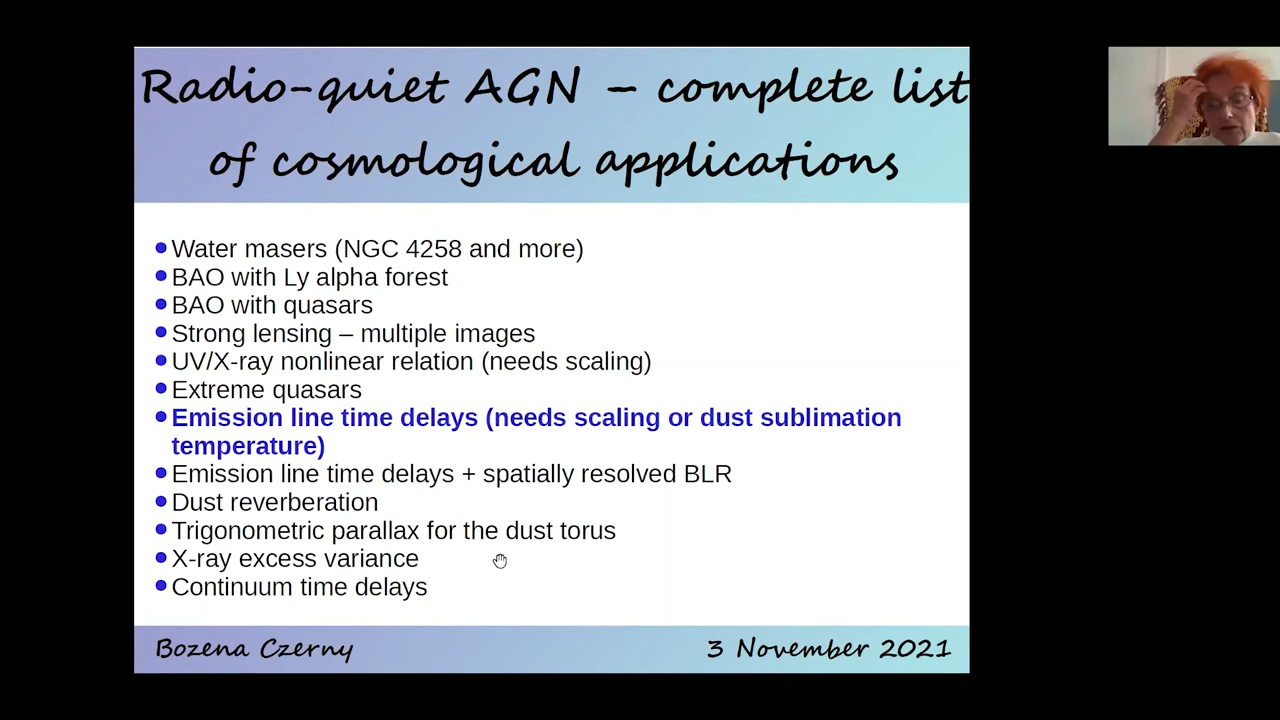 Radio-quiet AGN – complete list
of cosmological applications
Water masers (NGC 4258 and more)
BAO with Ly alpha forest
BAO with quasars
Strong lensing – multiple images
UV/X-ray nonlinear relation (needs scaling)
Extreme quasars
Emission line time delays (needs scaling or dust sublimation
temperature)
Emission line time delays + spatially resolved BLR
Dust reverberation
Trigonometric parallax for the dust torus
X-ray excess variance
Continuum time delays
Bozena Czerny
3 November 2021